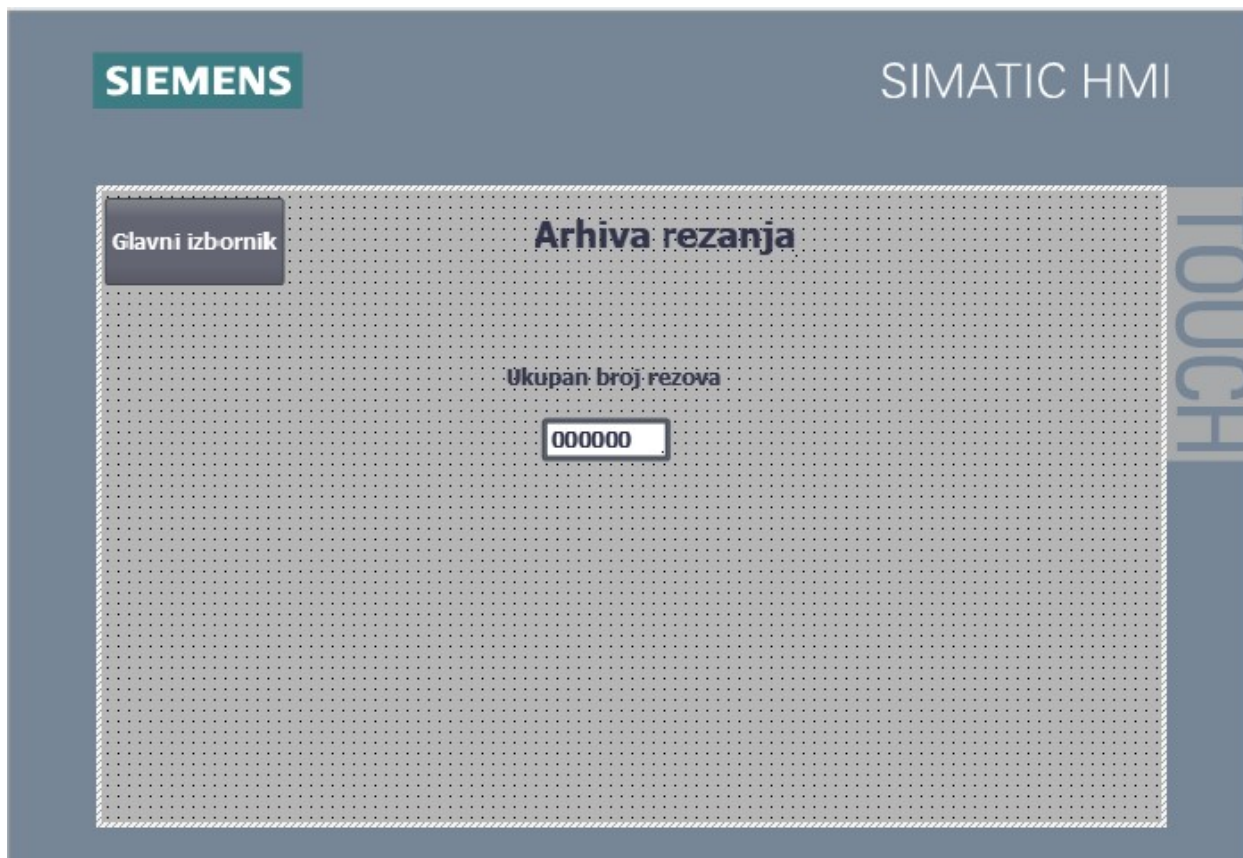 SIEMENS
SIMATIC HMI
TOUCH
Glavni izbornik
Arhiva rezanja
Ukupan broj rezova
000000